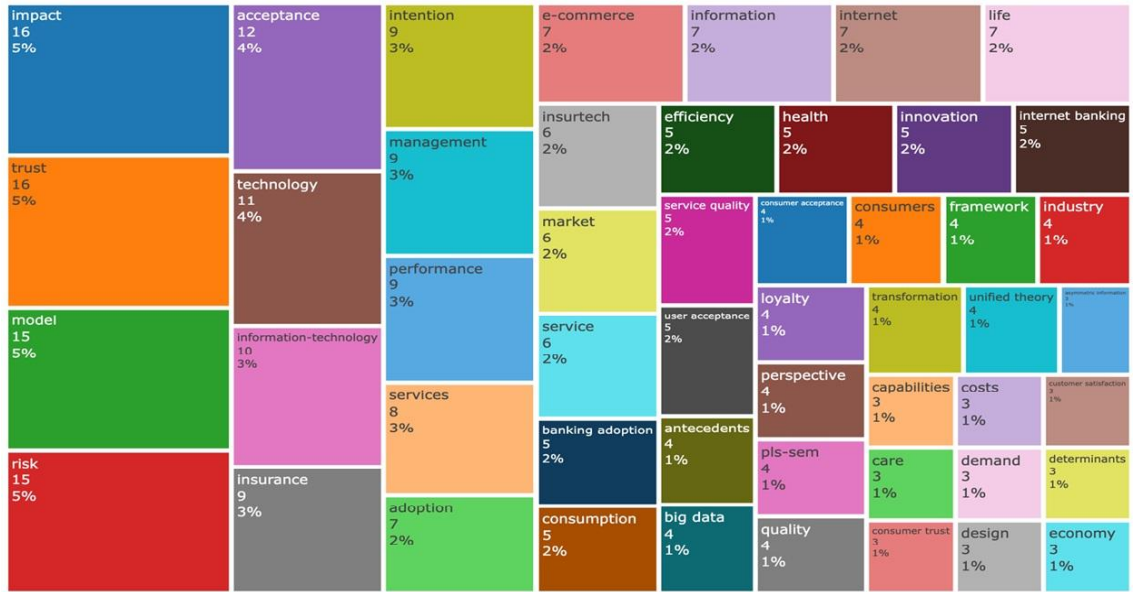 impact
16
5%
trust
16
5%
model
15
5%
risk
15
5%
acceptance
12
4%
technology
11
4%
information-technology
10
3%
insurance
9
3%
intention
9
3%
management
9
3%
performance
9
3%
services
8
3%
adoption
7
2%
e-commerce
7
2%
information
7
2%
internet
7
2%
life
7
2%
insurtech
6
2%
market
6
2%
service
6
2%
banking adoption
5
2%
consumption
5
2%
efficiency
5
2%
health
5
2%
innovation
5
2%
internet banking
5
2%
service quality
5
2%
user acceptance
5
2%
antecedents
4
1%
big data
4
1%
consumer acceptance
4
1%
consumers
4
1%
framework
4
1%
industry
4
1%
loyalty
4
1%
perspective
4
1%
pls-sem
4
1%
quality
4
1%
transformation
4
1%
unified theory
4
1%
asymmetric information
3
1%
capabilities
3
1%
costs
3
1%
customer satisfaction
3
1%
care
3
1%
demand
3
1%
determinants
3
1%
consumer trust
3
1%
design
3
1%
economy
3
1%